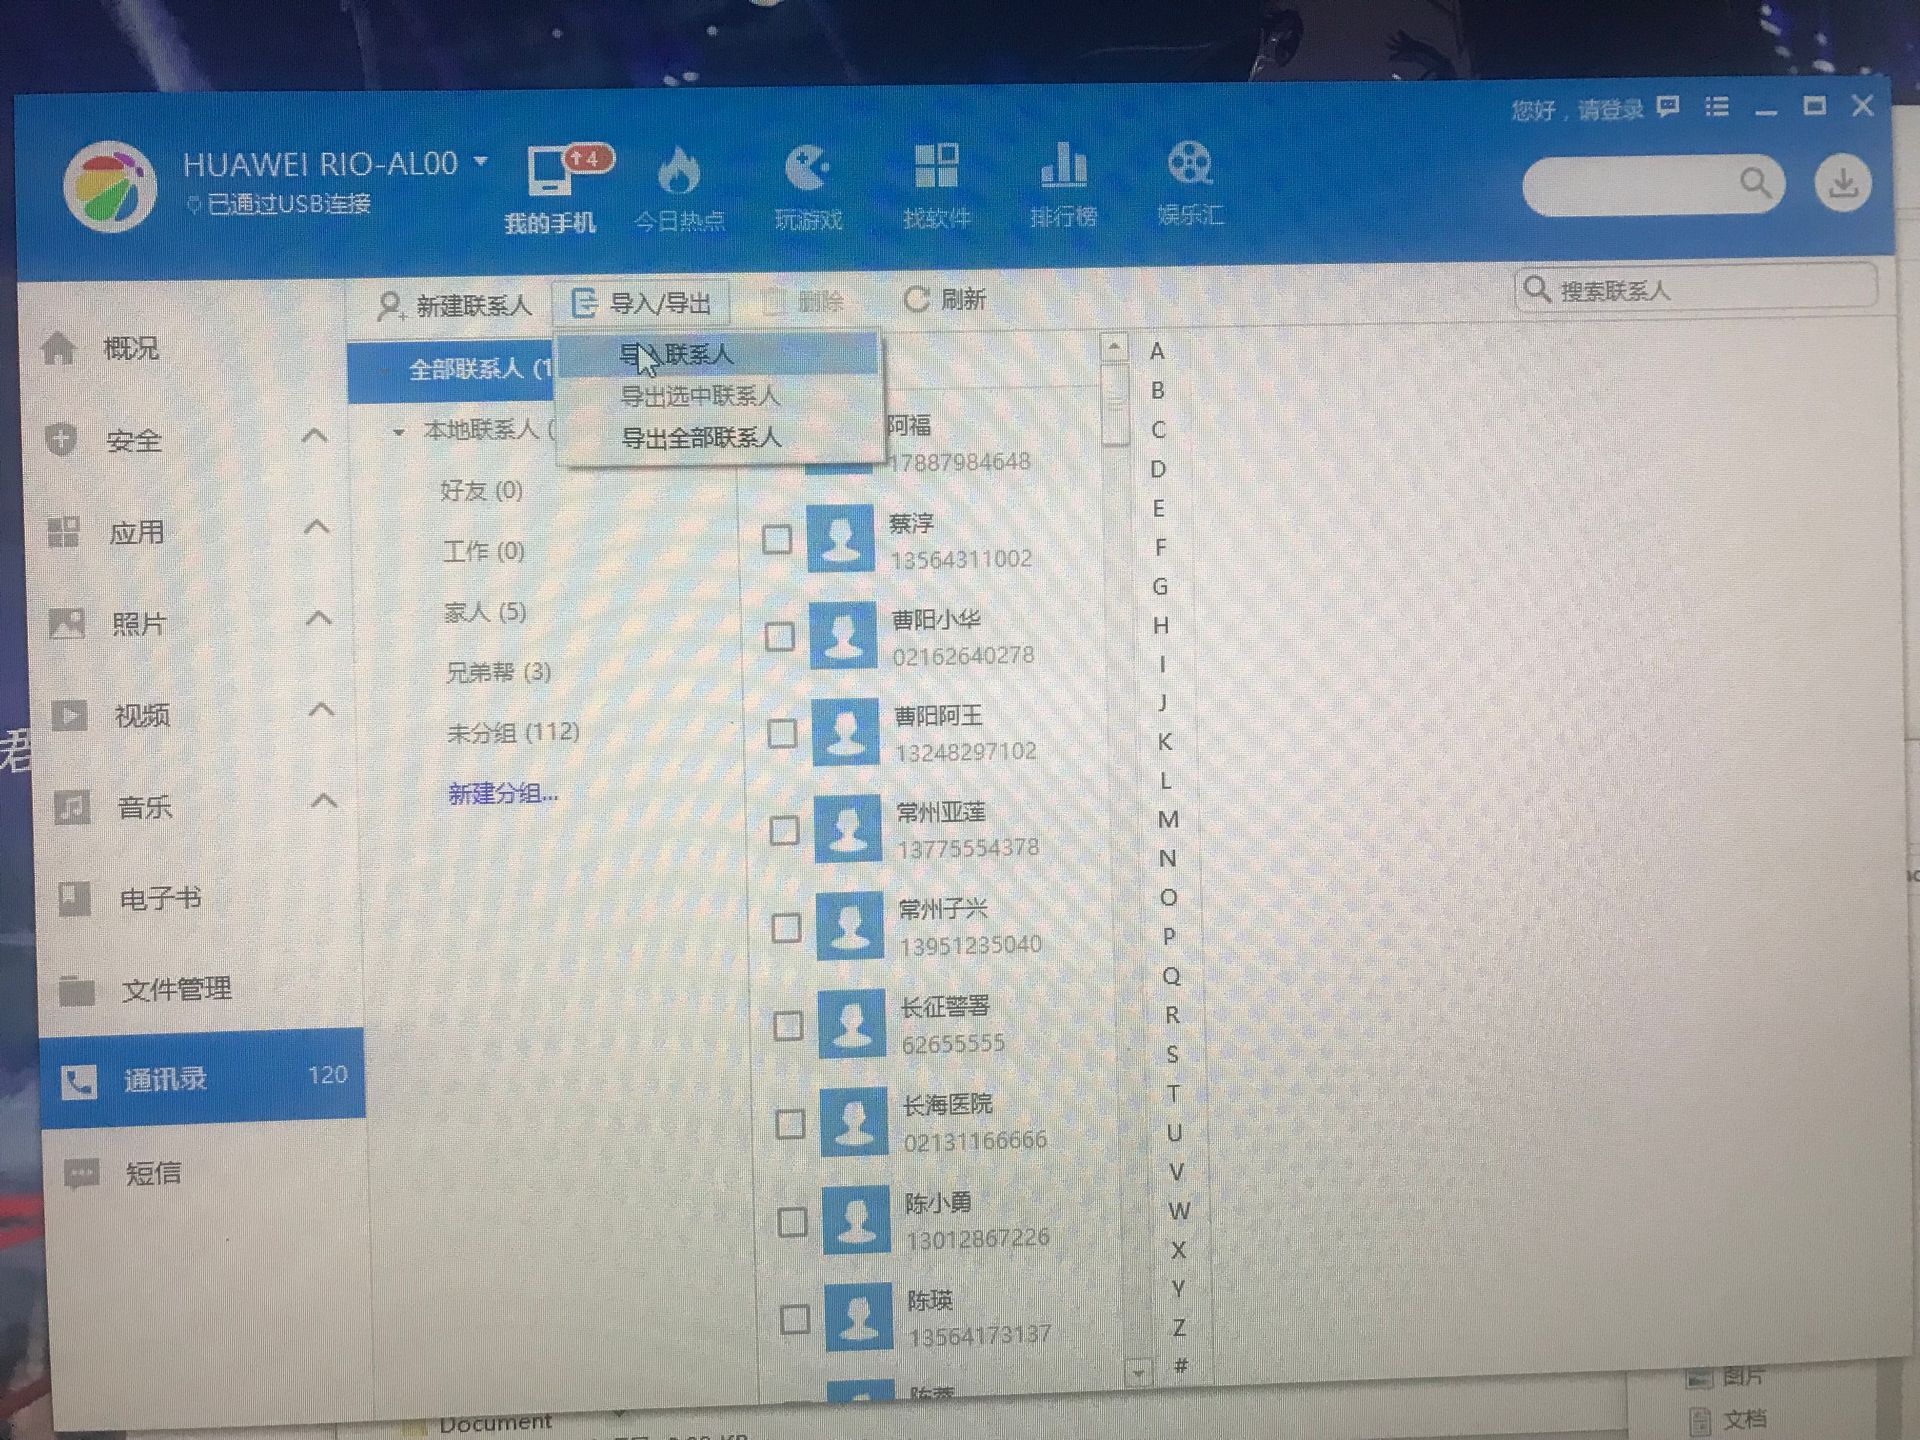 您好，请登录
HUAWEI RIO-AL00
已通过USB连接
4
我的手机
今日热点
玩游戏
找软件
排行榜
娱乐汇
新建联系人
导入/导出
删除
刷新
搜索联系人
概况
安全
应用
照片
视频
音乐
电子书
文件管理
通讯录 120
短信
全部联系人 (1
本地联系人 (
好友 (0)
工作 (0)
家人 (5)
兄弟帮 (3)
未分组 (112)
新建分组...
导入联系人
导出选中联系人
导出全部联系人
阿福
17887984648
蔡淳
13564311002
曹阳小华
02162640278
曹阳阿王
13248297102
常州亚莲
13775554378
常州子兴
13951235040
长征警署
62655555
长海医院
02131166666
陈小勇
13012867226
陈瑛
13564173137
A
B
C
D
E
F
G
H
I
J
K
L
M
N
O
P
Q
R
S
T
U
V
W
X
Y
Z
#
Document
图片
文档